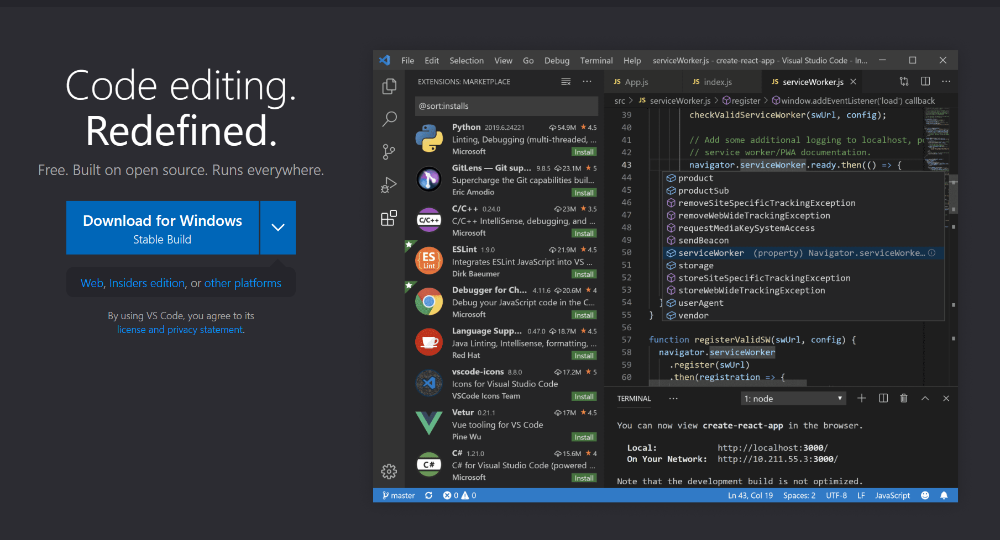 Code editing.
Redefined.
Free. Built on open source. Runs everywhere.
Download for Windows
Stable Build
Web, Insiders edition, or other platforms
By using VS Code, you agree to its
license and privacy statement.
File Edit Selection View Go Debug Terminal Help serviceWorker.js - create-react-app - Visual Studio Code - In...
EXTENSIONS: MARKETPLACE
@sort:installs
Python 2019.6.24221 54.9M ★ 4.5
Linting, Debugging (multi-threaded, ...
Microsoft Install
GitLens — Git sup... 9.8.5 23.1M ★ 5
Supercharge the Git capabilities buil...
Eric Amodio Install
C/C++
C/C++ 0.24.0 23M ★ 3.5
C/C++ IntelliSense, debugging, and ...
Microsoft Install
ES
Lint
ESLint 1.9.0 21.9M ★ 4.5
Integrates ESLint JavaScript into VS ...
Dirk Baeumer Install
Debugger for Ch... 4.11.6 20.6M ★ 4
Debug your JavaScript code in the C...
Microsoft Install
Language Supp... 0.47.0 18.7M ★ 4.5
Java Linting, Intellisense, formatting, ...
Red Hat Install
vscode-icons 8.8.0 17.2M ★ 5
Icons for Visual Studio Code
VSCode Icons Team Install
Vetur 0.21.1 17M ★ 4.5
Vue tooling for VS Code
Pine Wu Install
C#
C# 1.21.0 15.6M ★ 4
C# for Visual Studio Code (powered ...
Microsoft Install
JS App.js JS index.js JS serviceWorker.js
src > JS serviceWorker.js > register > window.addEventListener('load') callback
39 checkValidServiceWorker(swUrl, config);
40
41 // Add some additional logging to localhost, po
42 // service worker/PWA documentation.
43 navigator.serviceWorker.ready.then(() => {
44 product
45 productSub
46 removeSiteSpecificTrackingException
47 removeWebWideTrackingException
48 requestMediaKeySystemAccess
49 sendBeacon
50 serviceWorker (property) Navigator.serviceWorke...
51 storage
52 storeSiteSpecificTrackingException
53 storeWebWideTrackingException
54 } userAgent
55 } vendor
56
57 function registerValidSW(swUrl, config) {
58 navigator.serviceWorker
59 .register(swUrl)
60 .then(registration => {
TERMINAL ... 1: node
You can now view create-react-app in the browser.
Local: http://localhost:3000/
On Your Network: http://10.211.55.3:3000/
Note that the development build is not optimized.
master 0 0 Ln 43, Col 19 Spaces: 2 UTF-8 LF JavaScript